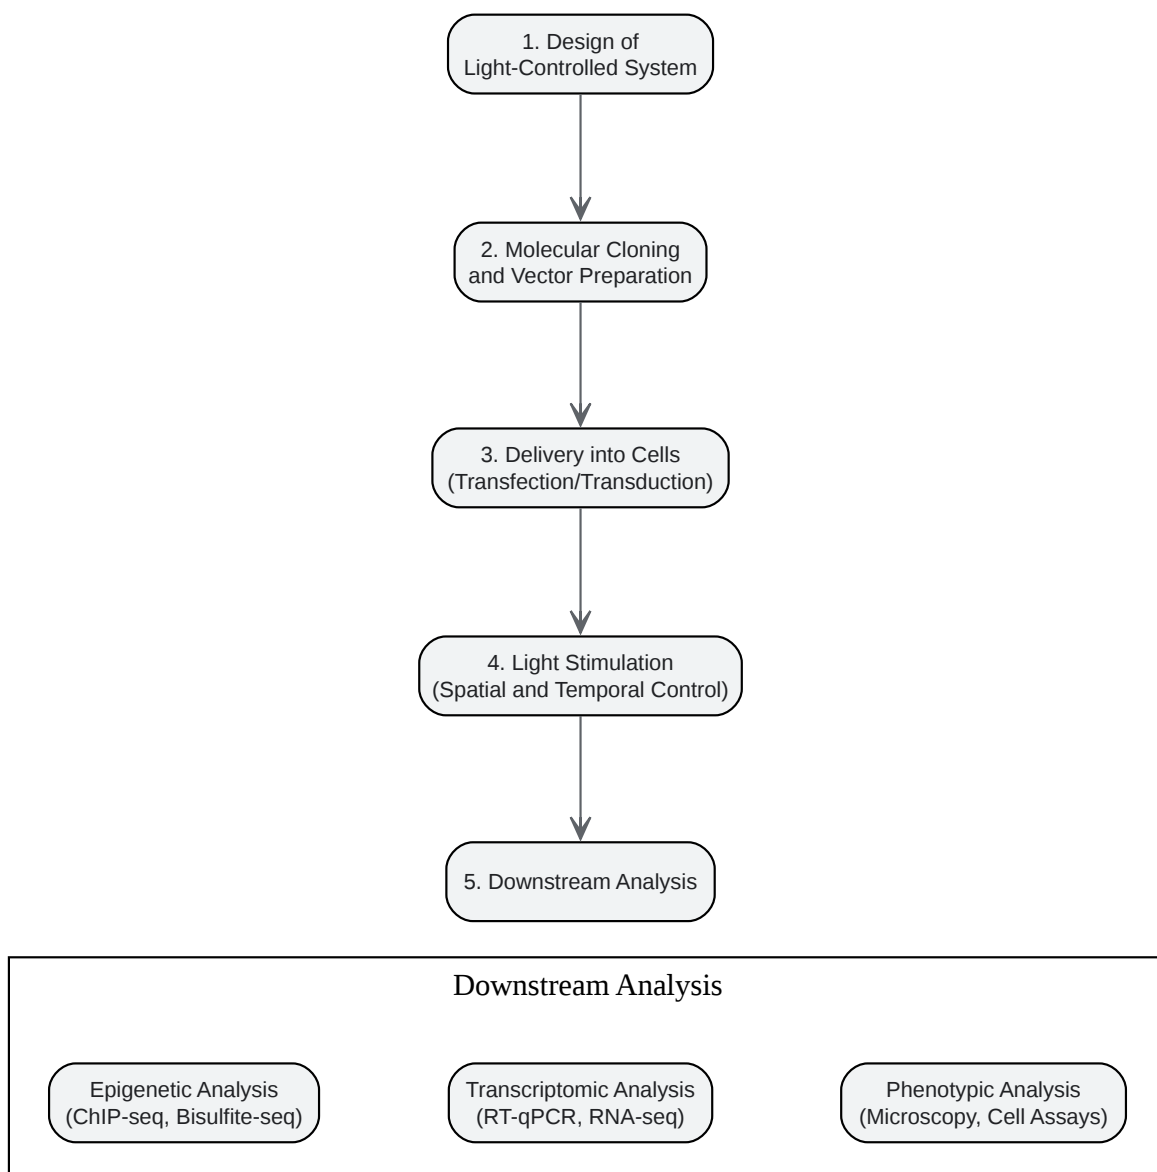 1. Design of
Light-Controlled System
2. Molecular Cloning
and Vector Preparation
3. Delivery into Cells
(Transfection/Transduction)
4. Light Stimulation
(Spatial and Temporal Control)
5. Downstream Analysis
Downstream Analysis
Epigenetic Analysis
(ChIP-seq, Bisulfite-seq)
Transcriptomic Analysis
(RT-qPCR, RNA-seq)
Phenotypic Analysis
(Microscopy, Cell Assays)